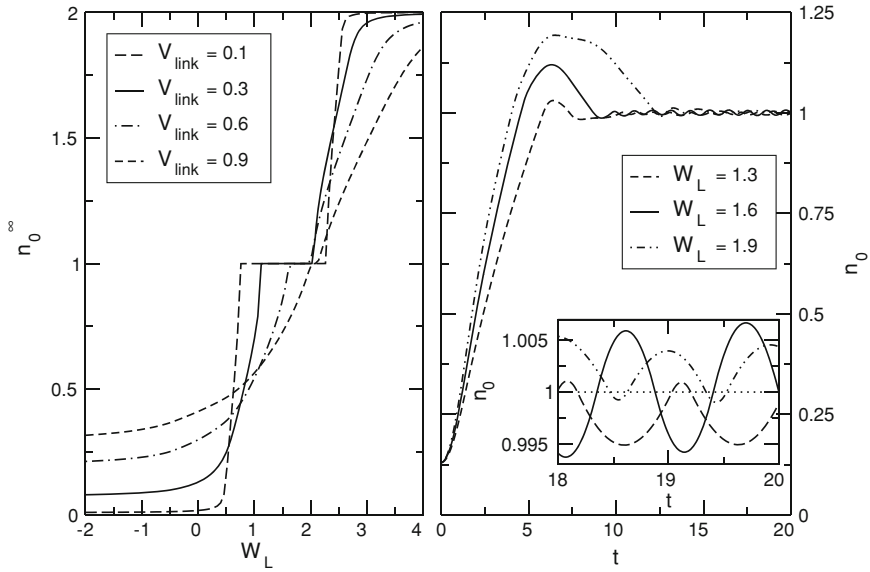 2
1.5
1
0.5
0
-2
-1
0
1
2
3
4
n₀^∞
W_L
V_link = 0.1
V_link = 0.3
V_link = 0.6
V_link = 0.9
1.25
1
0.75
0.5
0.25
0
0
5
10
15
20
n₀
t
W_L = 1.3
W_L = 1.6
W_L = 1.9
1.005
1
0.995
18
19
20
n₀
t